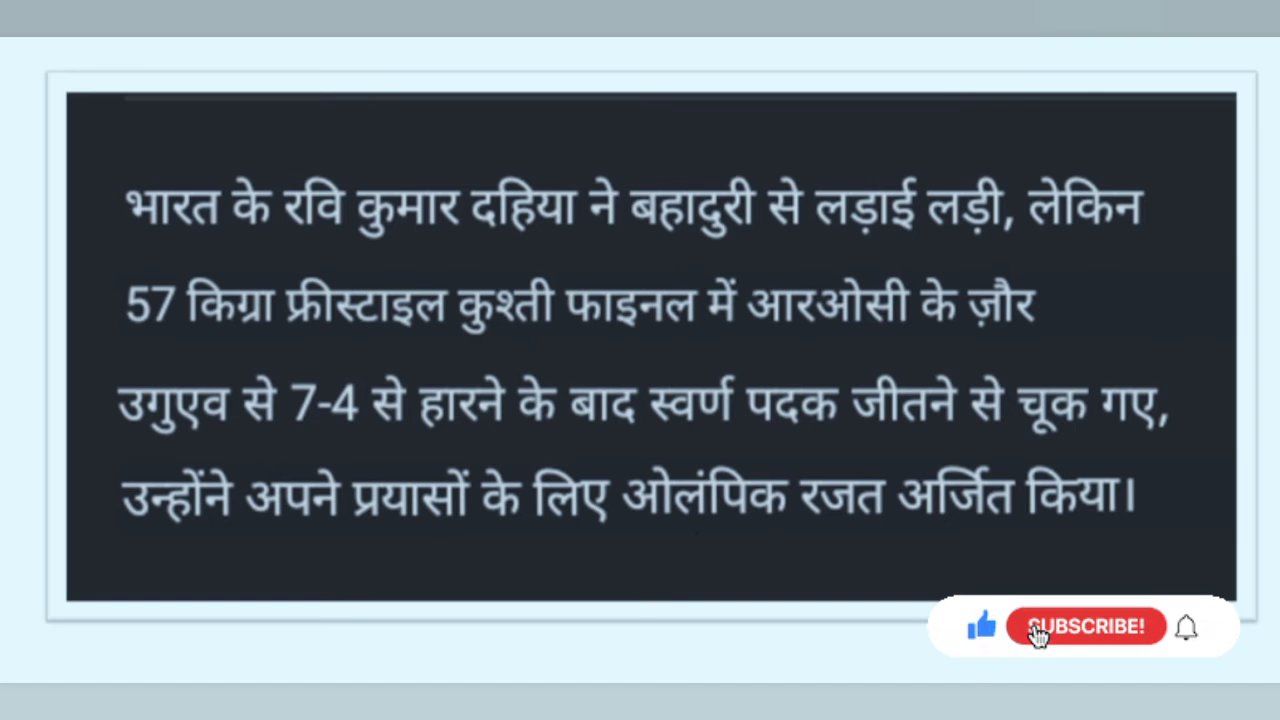 भारत के रवि कुमार दहिया ने बहादुरी से लड़ाई लड़ी, लेकिन
57 किग्रा फ्रीस्टाइल कुश्ती फाइनल में आरओसी के ज़ौर
उगुएव से 7-4 से हारने के बाद स्वर्ण पदक जीतने से चूक गए,
उन्होंने अपने प्रयासों के लिए ओलंपिक रजत अर्जित किया।
SUBSCRIBE!